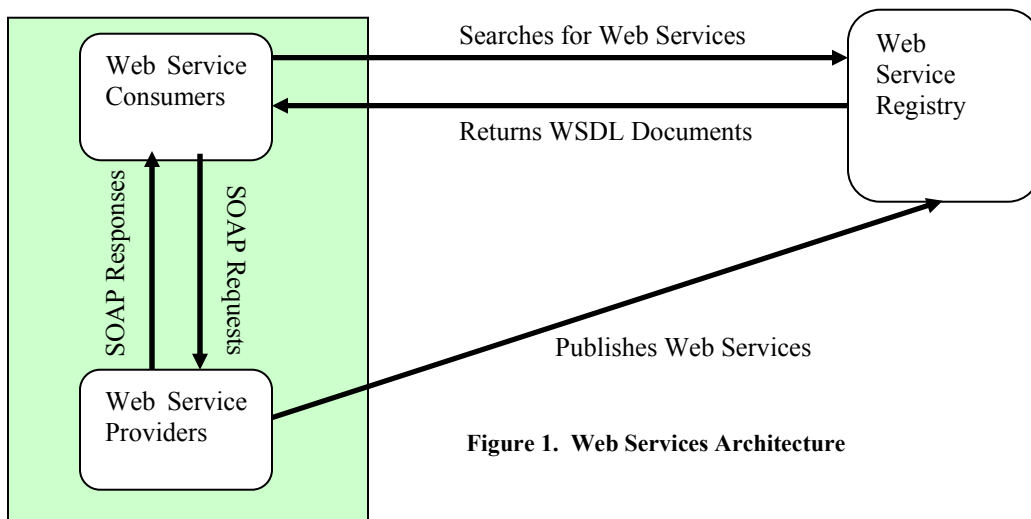 Searches for Web Services
Web Service
Consumers
Web
Service
Registry
Returns WSDL Documents
SOAP Responses
SOAP Requests
Publishes Web Services
Web Service
Providers
Figure 1. Web Services Architecture